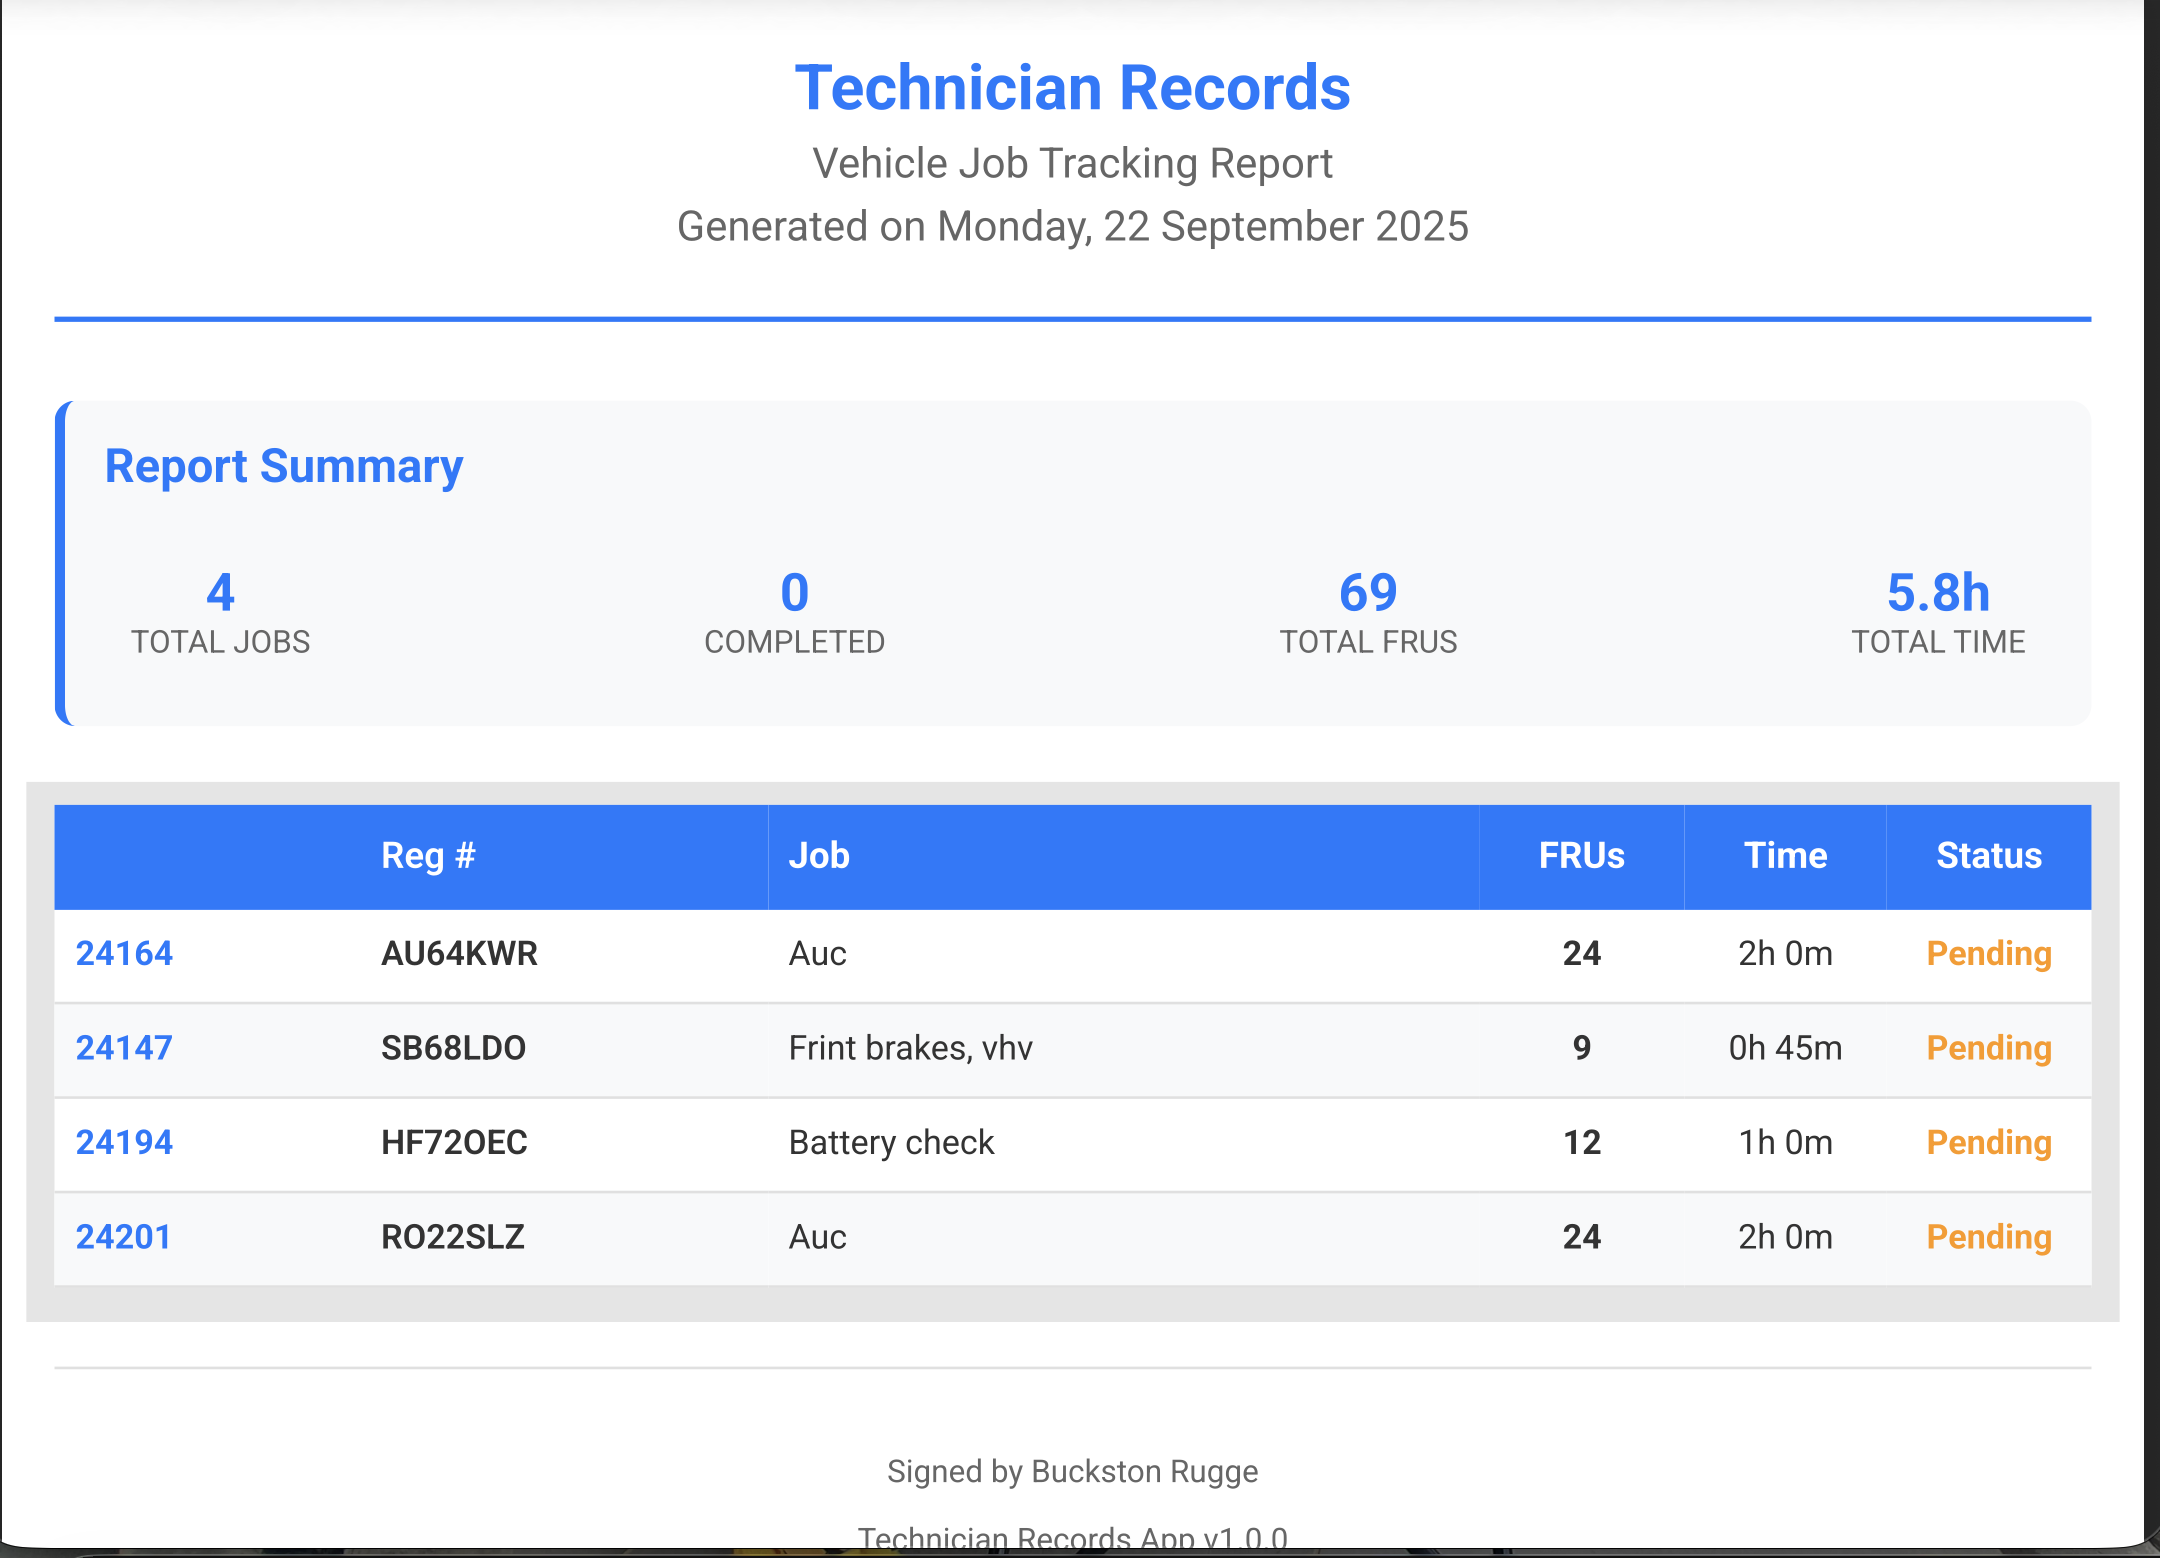 Technician Records
Vehicle Job Tracking Report
Generated on Monday, 22 September 2025
Report Summary
4 0 69 5.8h
TOTAL JOBS COMPLETED TOTAL FRUS TOTAL TIME
Reg # Job FRUs Time Status
24164 AU64KWR Auc 24 2h 0m Pending
24147 SB68LDO Frint brakes, vhv 9 0h 45m Pending
24194 HF72OEC Battery check 12 1h 0m Pending
24201 RO22SLZ Auc 24 2h 0m Pending
Signed by Buckston Rugge
Technician Records App v1.0.0